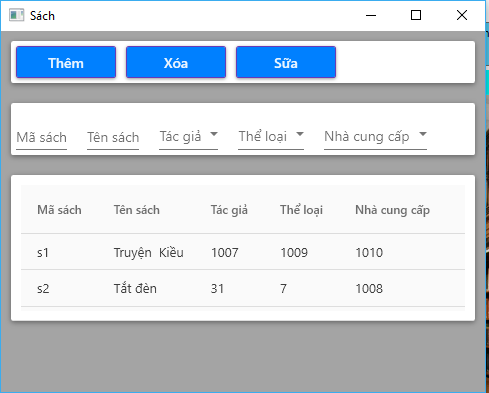 Sách
Thêm Xóa Sữa
Mã sách Tên sách Tác giả Thể loại Nhà cung cấp
Mã sách Tên sách Tác giả Thể loại Nhà cung cấp
s1 Truyện Kiều 1007 1009 1010
s2 Tắt đèn 31 7 1008